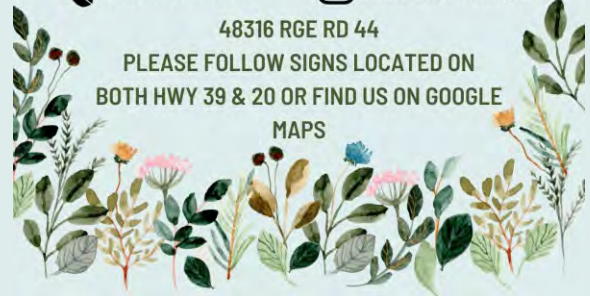 48316 RGE RD 44
PLEASE FOLLOW SIGNS LOCATED ON
BOTH HWY 39 & 20 OR FIND US ON GOOGLE
MAPS